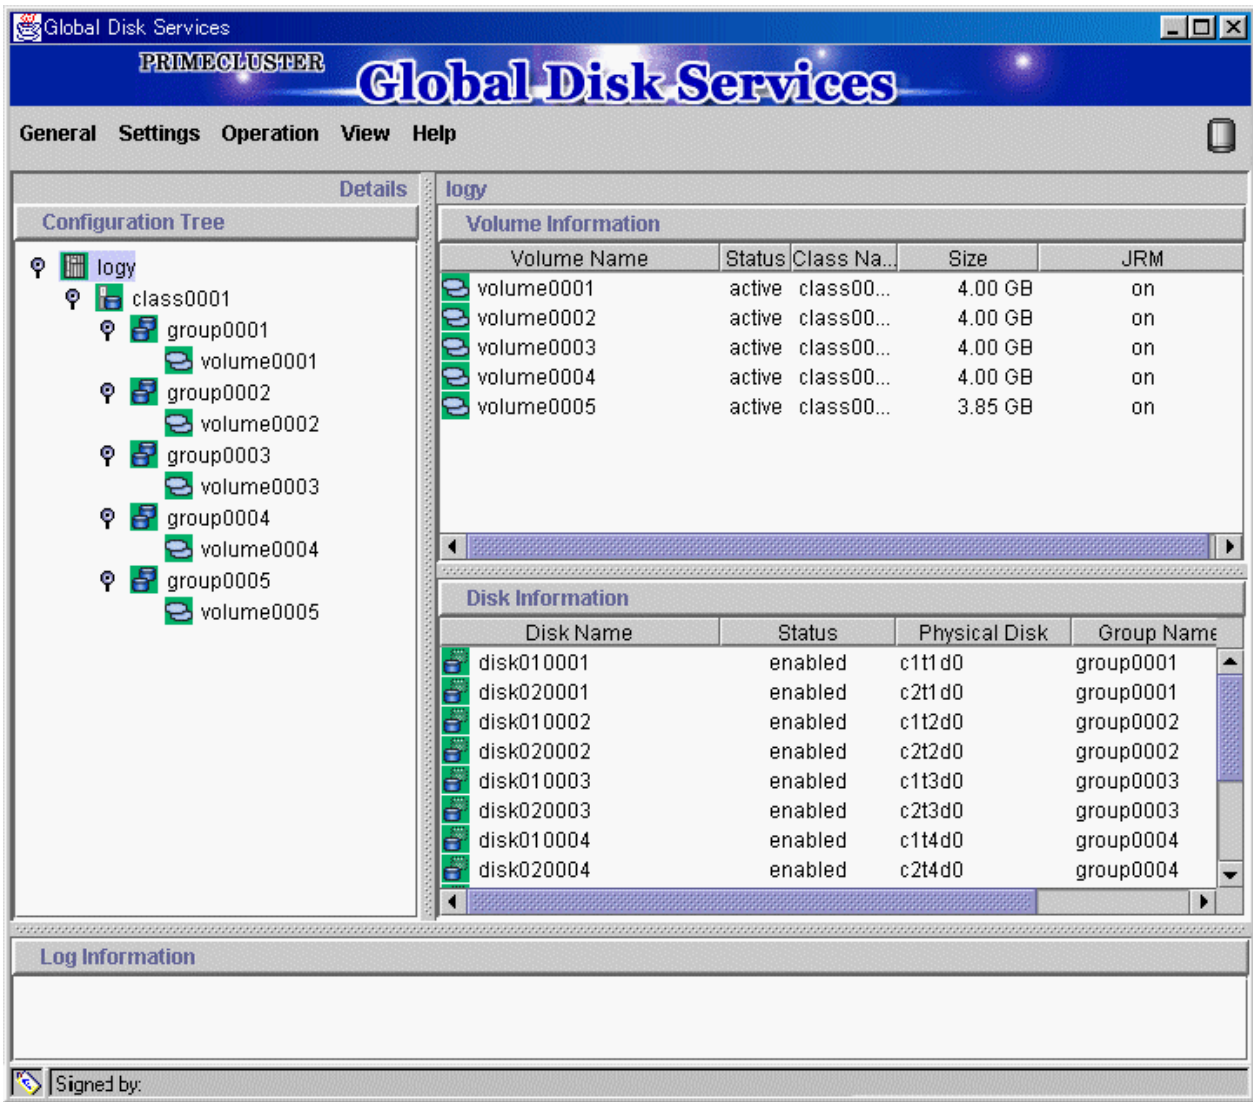 Global Disk Services
PRIMECLUSTER
Global Disk Services
General Settings Operation View Help
Details
logy
Configuration Tree
logy
class0001
group0001
volume0001
group0002
volume0002
group0003
volume0003
group0004
volume0004
group0005
volume0005
Volume Information
Volume Name Status Class Na... Size JRM
volume0001 active class00... 4.00 GB on
volume0002 active class00... 4.00 GB on
volume0003 active class00... 4.00 GB on
volume0004 active class00... 4.00 GB on
volume0005 active class00... 3.85 GB on
Disk Information
Disk Name Status Physical Disk Group Name
disk010001 enabled c1t1d0 group0001
disk020001 enabled c2t1d0 group0001
disk010002 enabled c1t2d0 group0002
disk020002 enabled c2t2d0 group0002
disk010003 enabled c1t3d0 group0003
disk020003 enabled c2t3d0 group0003
disk010004 enabled c1t4d0 group0004
disk020004 enabled c2t4d0 group0004
Log Information
Signed by: